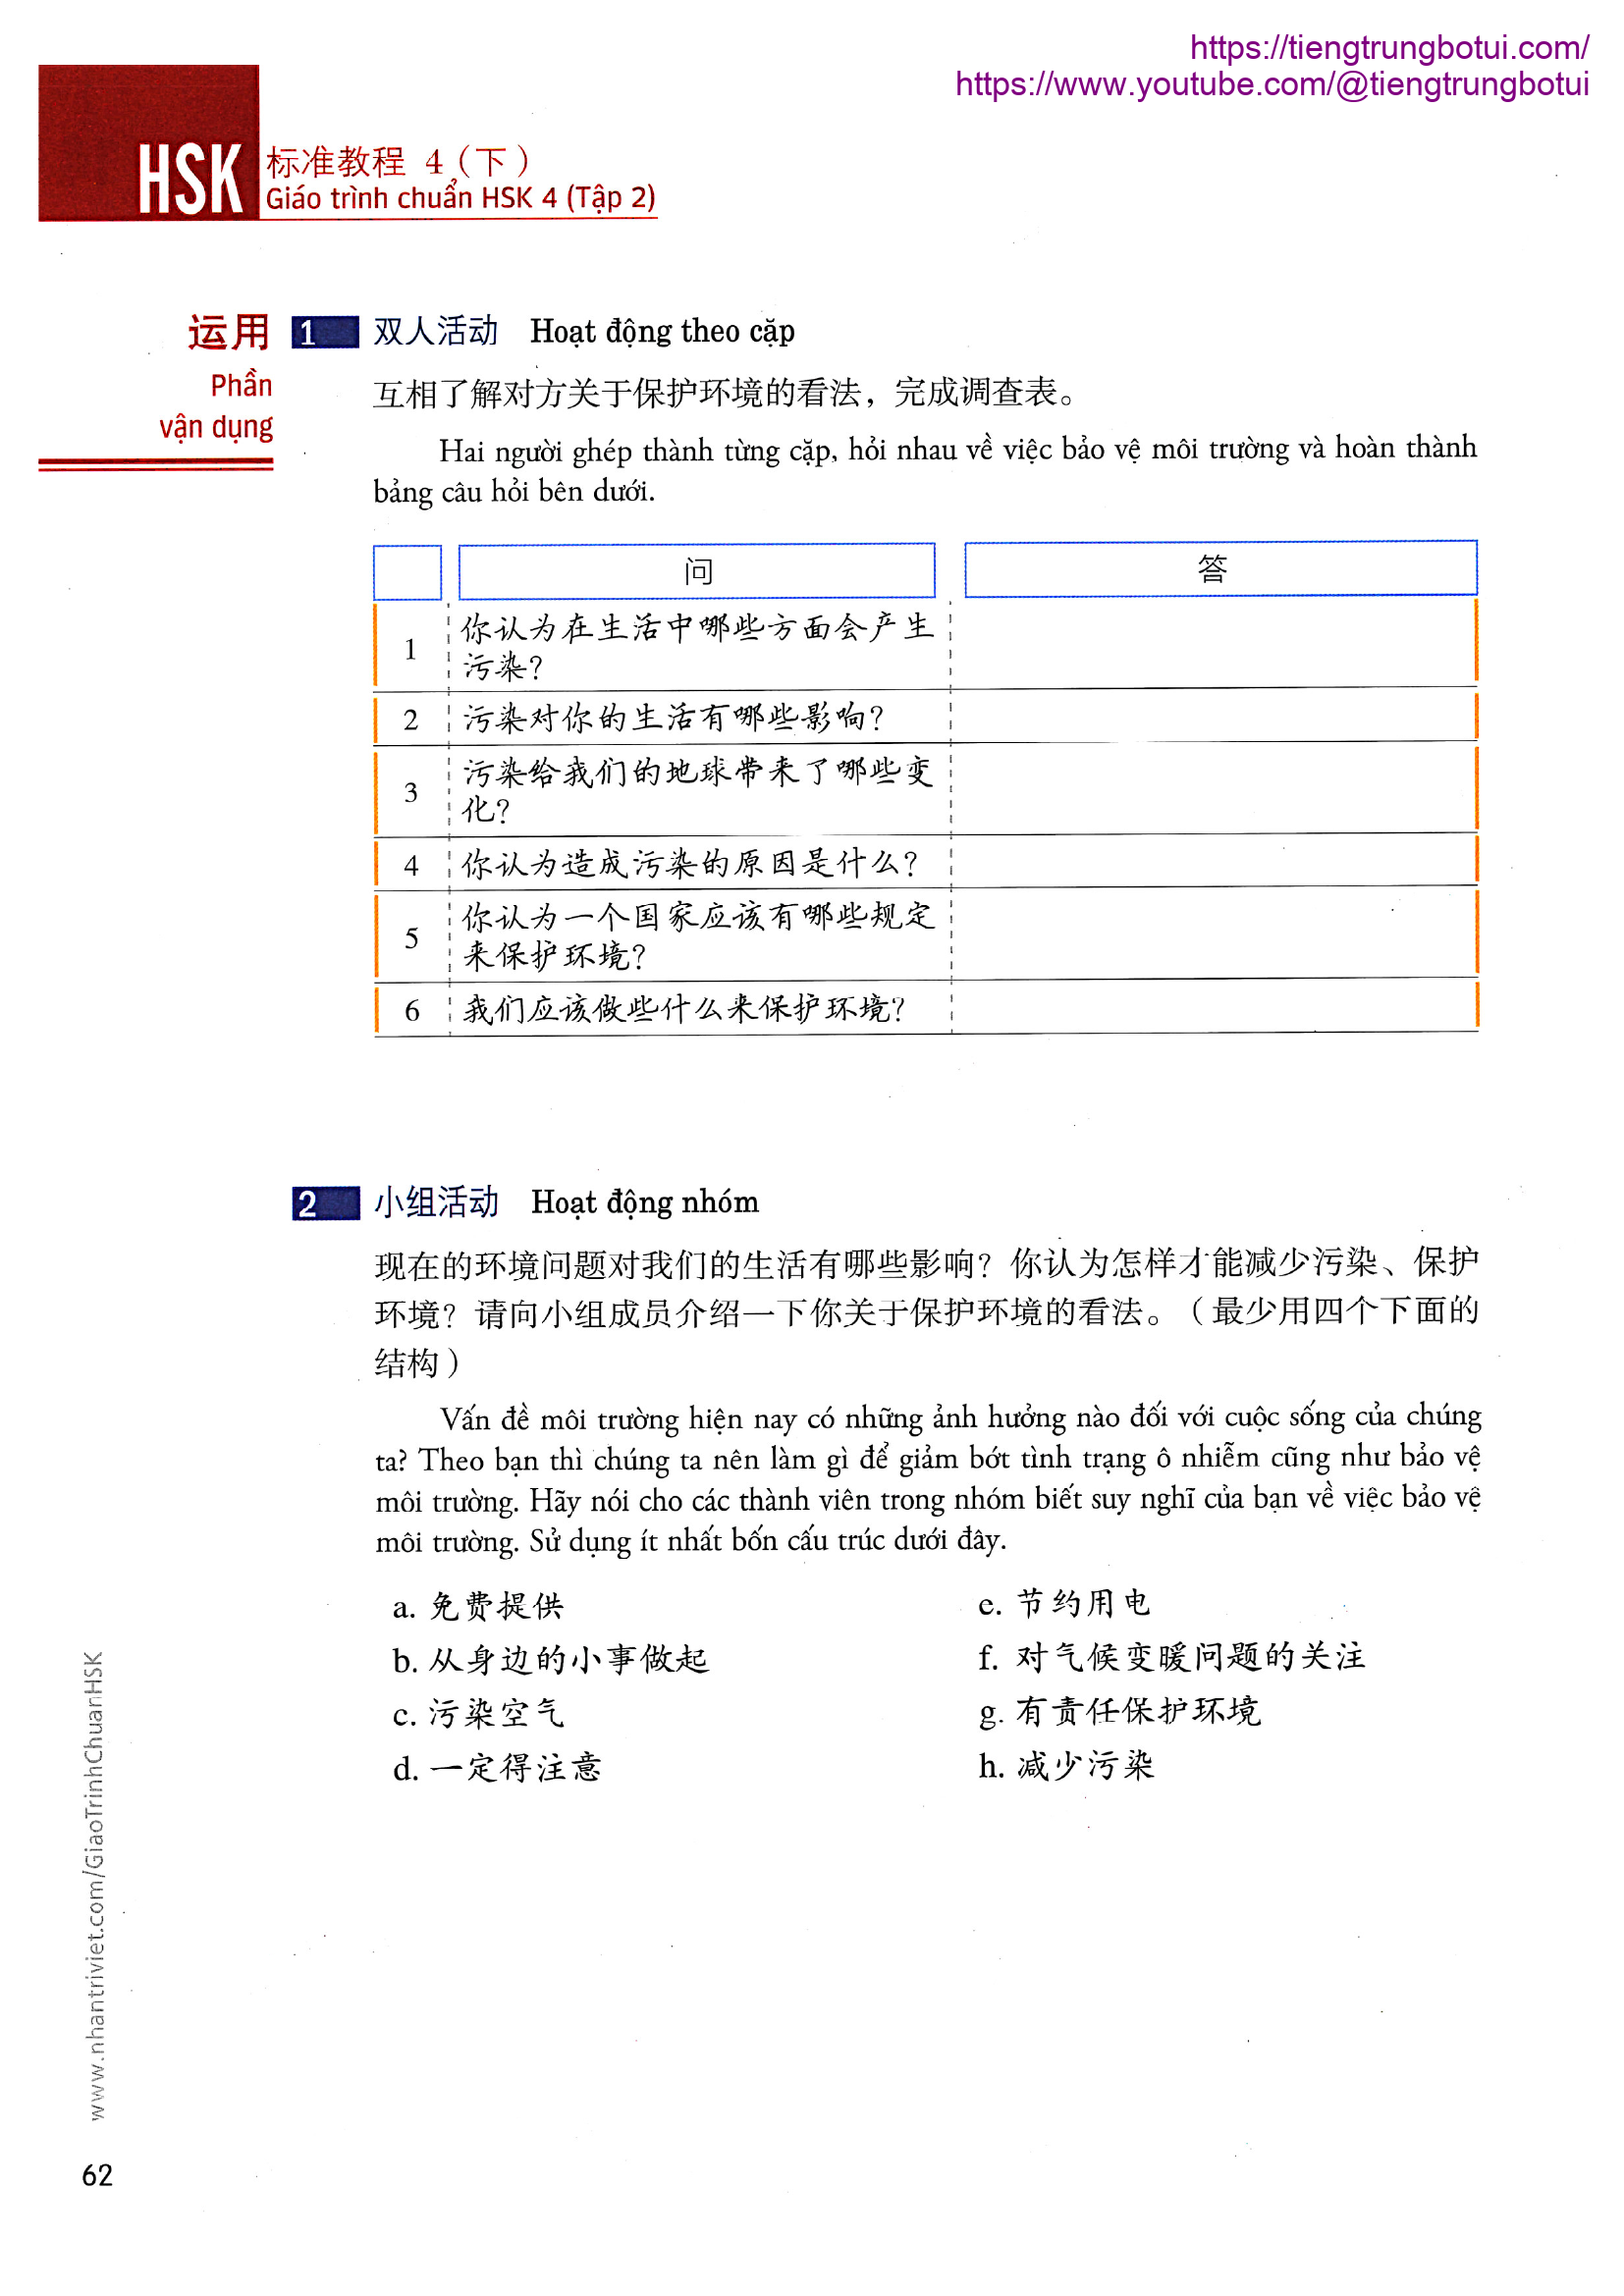 https://tiengtrungbotui.com/
https://www.youtube.com/@tiengtrungbotui
HSK 标准教程 4（下）
Giáo trình chuẩn HSK 4 (Tập 2)
运用
Phần
vận dụng
1 双人活动 Hoạt động theo cặp
互相了解对方关于保护环境的看法，完成调查表。
Hai người ghép thành từng cặp, hỏi nhau về việc bảo vệ môi trường và hoàn thành
bảng câu hỏi bên dưới.
问 答
1 你认为在生活中哪些方面会产生
污染？
2 污染对你的生活有哪些影响？
3 污染给我们的地球带来了哪些变
化？
4 你认为造成污染的原因是什么？
5 你认为一个国家应该有哪些规定
来保护环境？
6 我们应该做些什么来保护环境？
2 小组活动 Hoạt động nhóm
现在的环境问题对我们的生活有哪些影响？你认为怎样才能减少污染、保护
环境？请向小组成员介绍一下你关于保护环境的看法。（最少用四个下面的
结构）
Vấn đề môi trường hiện nay có những ảnh hưởng nào đối với cuộc sống của chúng
ta? Theo bạn thì chúng ta nên làm gì để giảm bớt tình trạng ô nhiễm cũng như bảo vệ
môi trường. Hãy nói cho các thành viên trong nhóm biết suy nghĩ của bạn về việc bảo vệ
môi trường. Sử dụng ít nhất bốn cấu trúc dưới đây.
a. 免费提供
b. 从身边的小事做起
c. 污染空气
d. 一定得注意
e. 节约用电
f. 对气候变暖问题的关注
g. 有责任保护环境
h. 减少污染
www.nhantriviet.com/GiaoTrinhChuanHSK
62